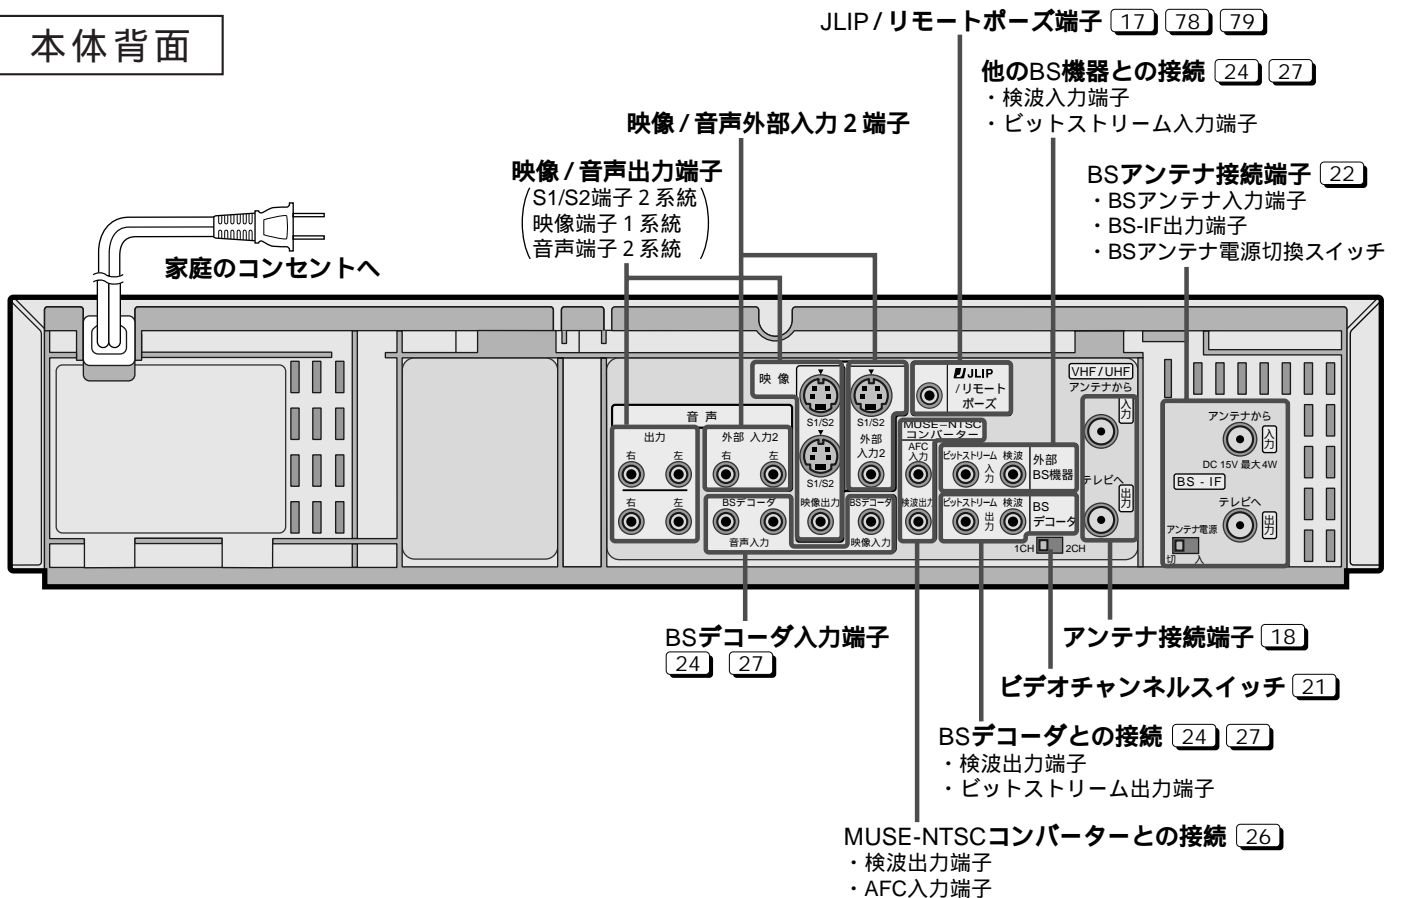 本体背面
JLIP / リモートポーズ端子 17 78 79
他のBS機器との接続 24 27
・検波入力端子
・ビットストリーム入力端子
映像 / 音声外部入力 2 端子
映像 / 音声出力端子
(S1/S2端子 2 系統
映像端子 1 系統
音声端子 2 系統)
BSアンテナ接続端子 22
・BSアンテナ入力端子
・BS-IF出力端子
・BSアンテナ電源切換スイッチ
家庭のコンセントへ
映 像
S1/S2
S1/S2
映像出力
S1/S2
外部
入力2
JLIP
/リモート
ポーズ
VHF/UHF
アンテナから
入力
テレビへ
出力
音 声
出力
右 左
右 左
外部 入力2
右 左
BSデコーダ
音声入力
BSデコーダ
映像入力
MUSE-NTSC
コンバーター
AFC
入力
検波出力
ビットストリーム 検波
入力
外部
BS機器
ビットストリーム 検波
出力
BS
デコーダ
1CH 2CH
アンテナから
入力
DC 15V 最大4W
BS - IF
テレビへ
出力
アンテナ電源
切 入
BSデコーダ入力端子
24 27
アンテナ接続端子 18
ビデオチャンネルスイッチ 21
BSデコーダとの接続 24 27
・検波出力端子
・ビットストリーム出力端子
MUSE-NTSCコンバーターとの接続 26
・検波出力端子
・AFC入力端子